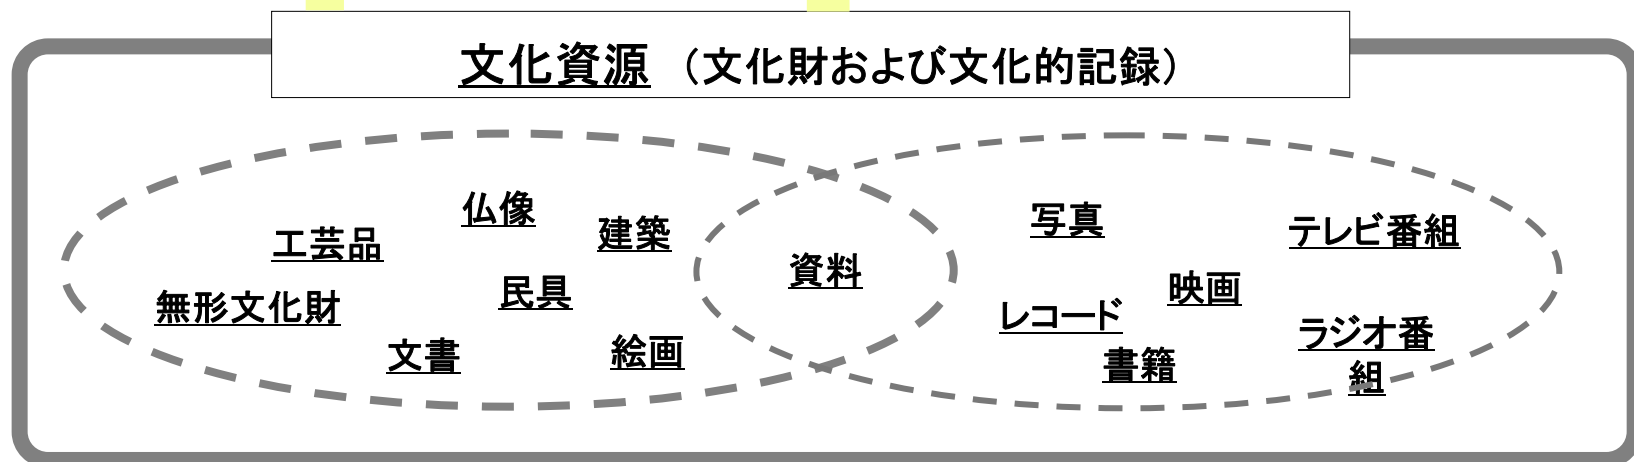 文化資源 （文化財および文化的記録）
仏像
工芸品
建築
無形文化財
民具
文書
絵画
資料
写真
テレビ番組
映画
レコード
ラジオ番
組
書籍